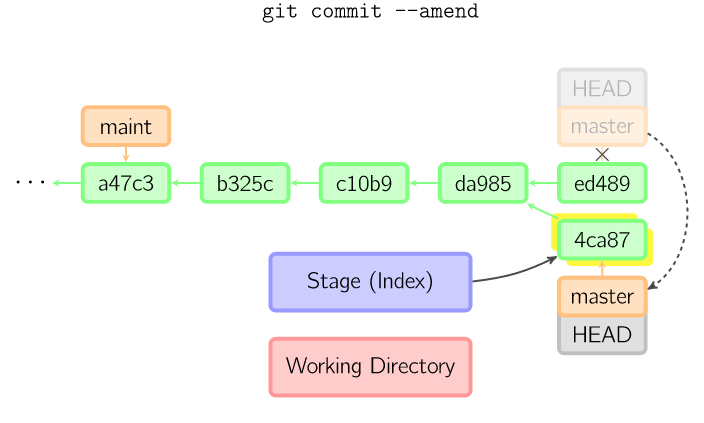 git commit --amend
HEAD
maint
master
×
··· a47c3 b325c c10b9 da985 ed489
4ca87
Stage (Index)
master
HEAD
Working Directory